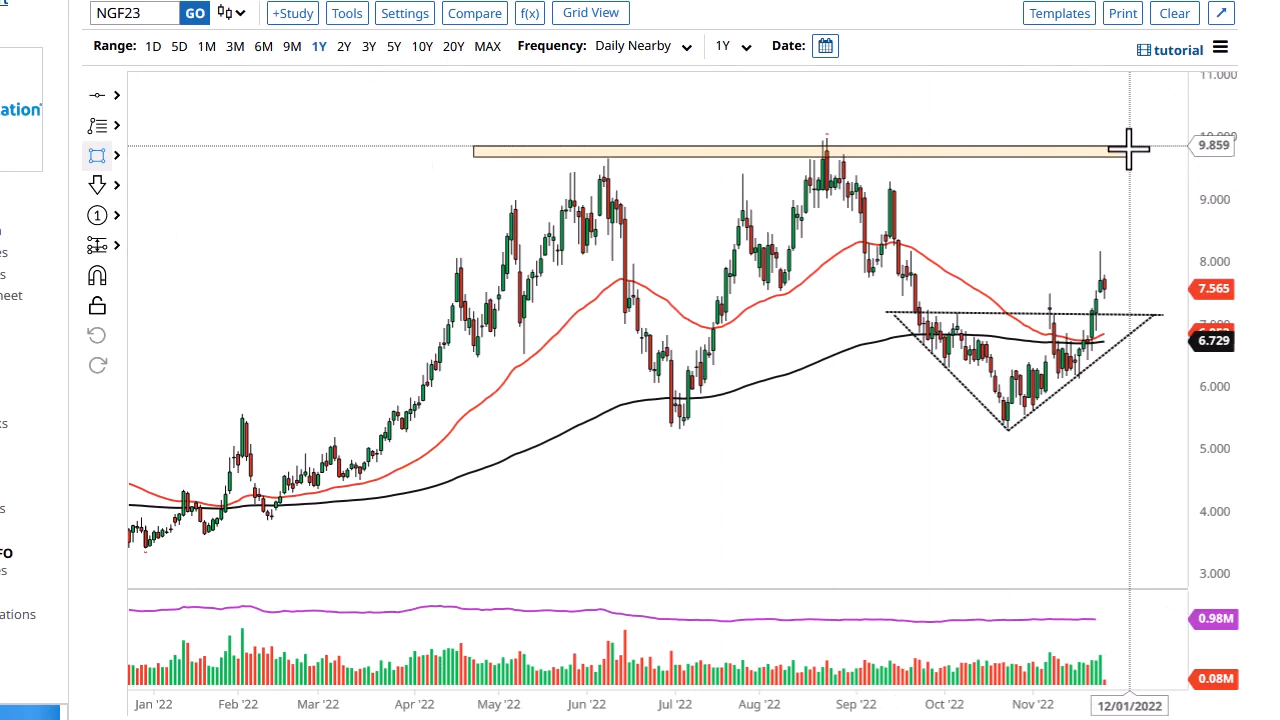 NGF23 GO +Study Tools Settings Compare f(x) Grid View Templates Print Clear
Range: 1D 5D 1M 3M 6M 9M 1Y 2Y 3Y 5Y 10Y 20Y MAX Frequency: Daily Nearby 1Y Date: tutorial
ation
11.000
9.859
9.000
8.000
7.565
6.729
6.000
5.000
4.000
3.000
1
es
s
heet
ks
s
FO
es
ations
0.98M
0.08M
Jan '22 Feb '22 Mar '22 Apr '22 May '22 Jun '22 Jul '22 Aug '22 Sep '22 Oct '22 Nov '22 12/01/2022